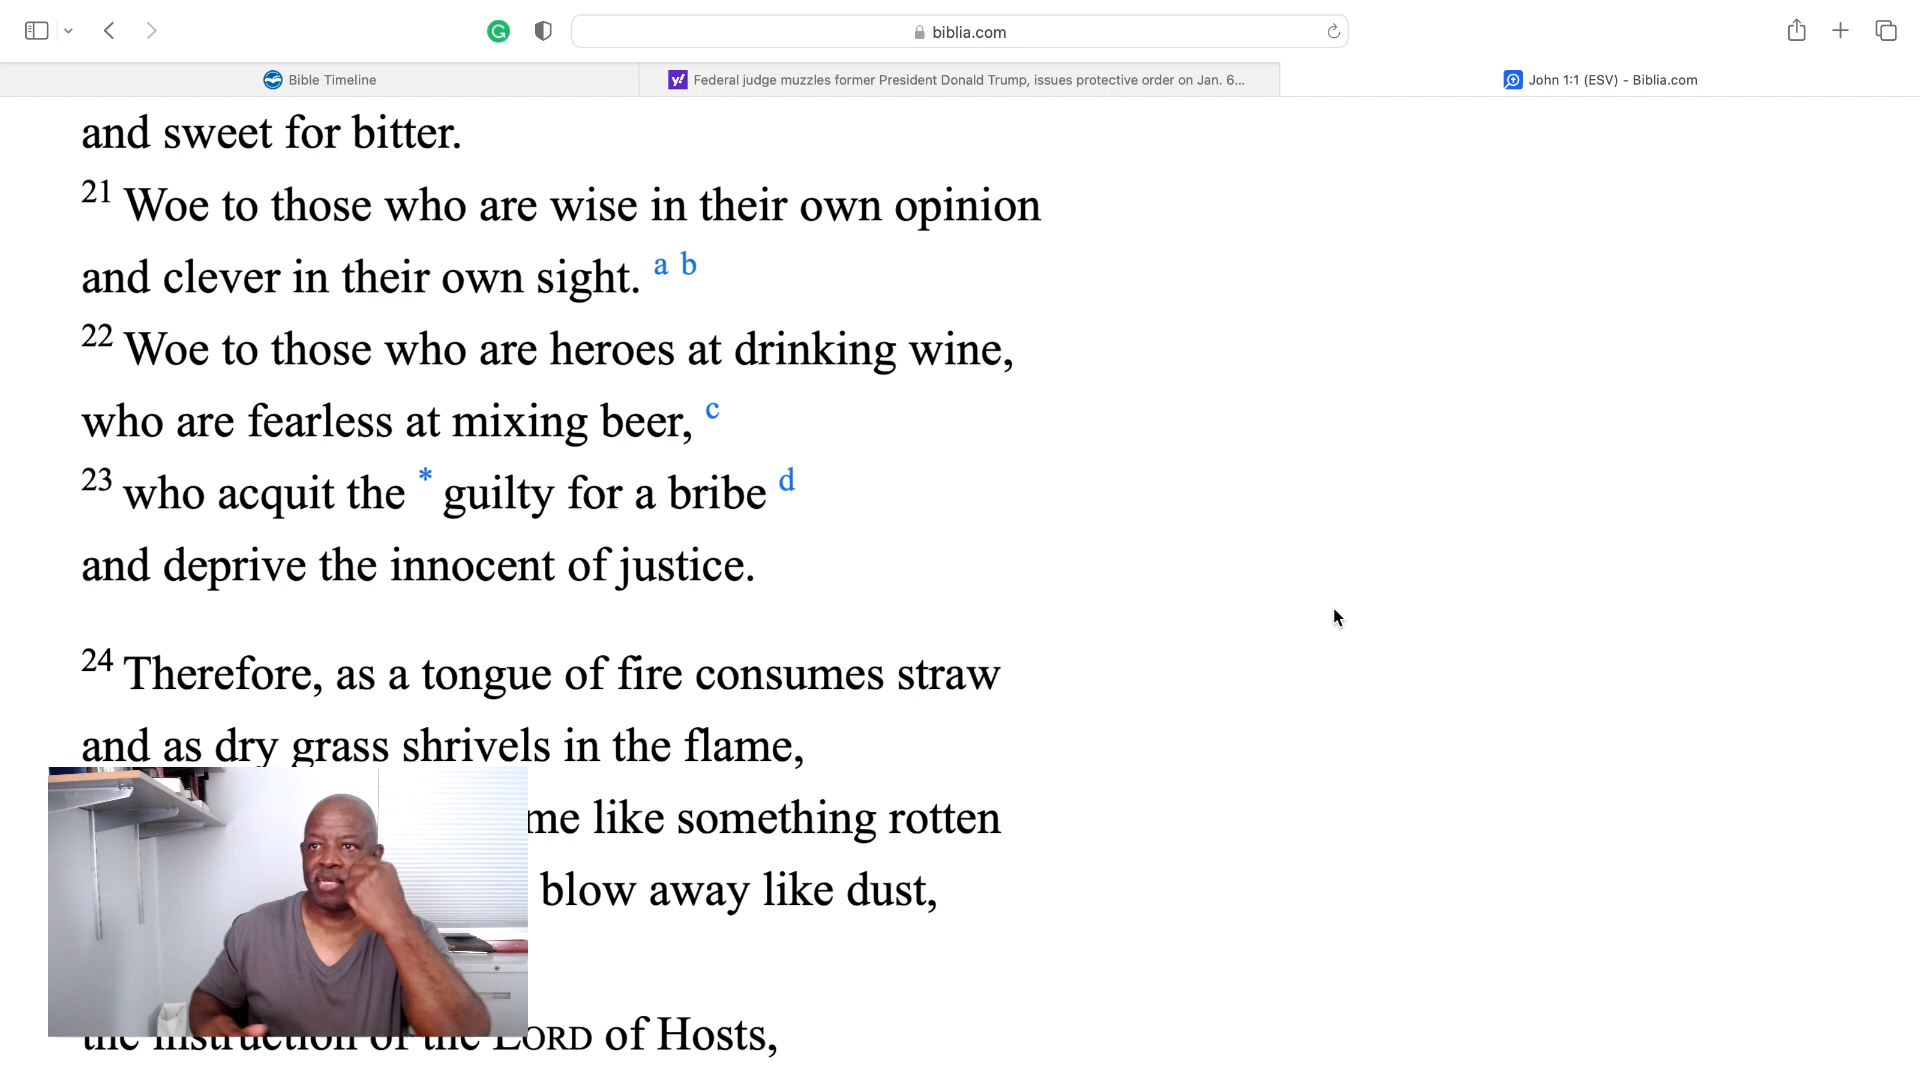 biblia.com
Bible Timeline
Federal judge muzzles former President Donald Trump, issues protective order on Jan. 6...
John 1:1 (ESV) - Biblia.com
and sweet for bitter.
21 Woe to those who are wise in their own opinion
and clever in their own sight. a b
22 Woe to those who are heroes at drinking wine,
who are fearless at mixing beer, c
23 who acquit the * guilty for a bribe d
and deprive the innocent of justice.
24 Therefore, as a tongue of fire consumes straw
and as dry grass shrivels in the flame,
me like something rotten
blow away like dust,
the instruction of the LORD of Hosts,